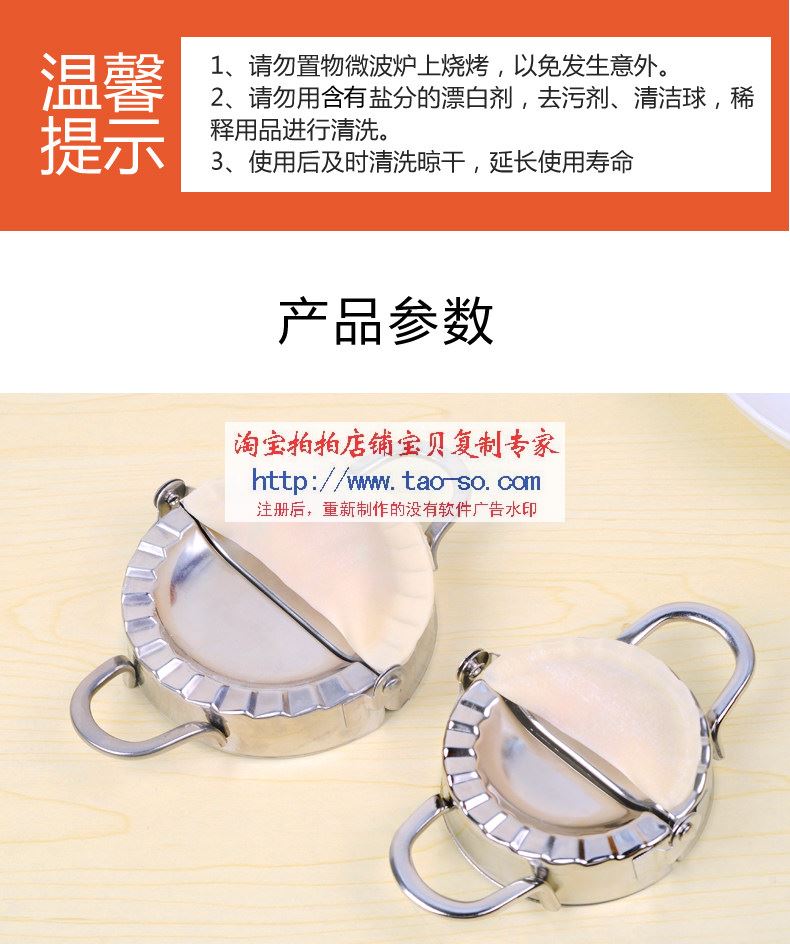 温馨
提示
1、请勿置物微波炉上烧烤，以免发生意外。
2、请勿用含有盐分的漂白剂，去污剂、清洁球，稀
释用品进行清洗。
3、使用后及时清洗晾干，延长使用寿命
产品参数
淘宝拍拍店铺宝贝复制专家
http://www.tao-so.com
注册后，重新制作的没有软件广告水印